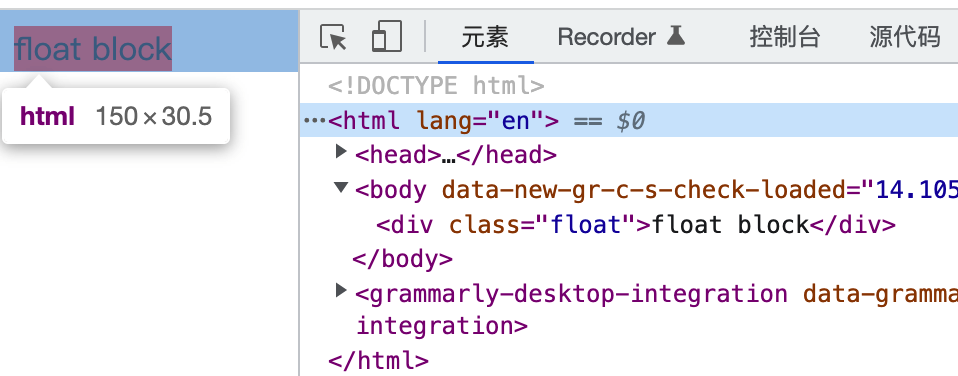 float block
html 150 × 30.5
元素 Recorder 控制台 源代码
<!DOCTYPE html>
⋯<html lang="en"> == $0
▶<head>…</head>
▼<body data-new-gr-c-s-check-loaded="14.105
<div class="float">float block</div>
</body>
▶<grammarly-desktop-integration data-gramma
integration>
</html>